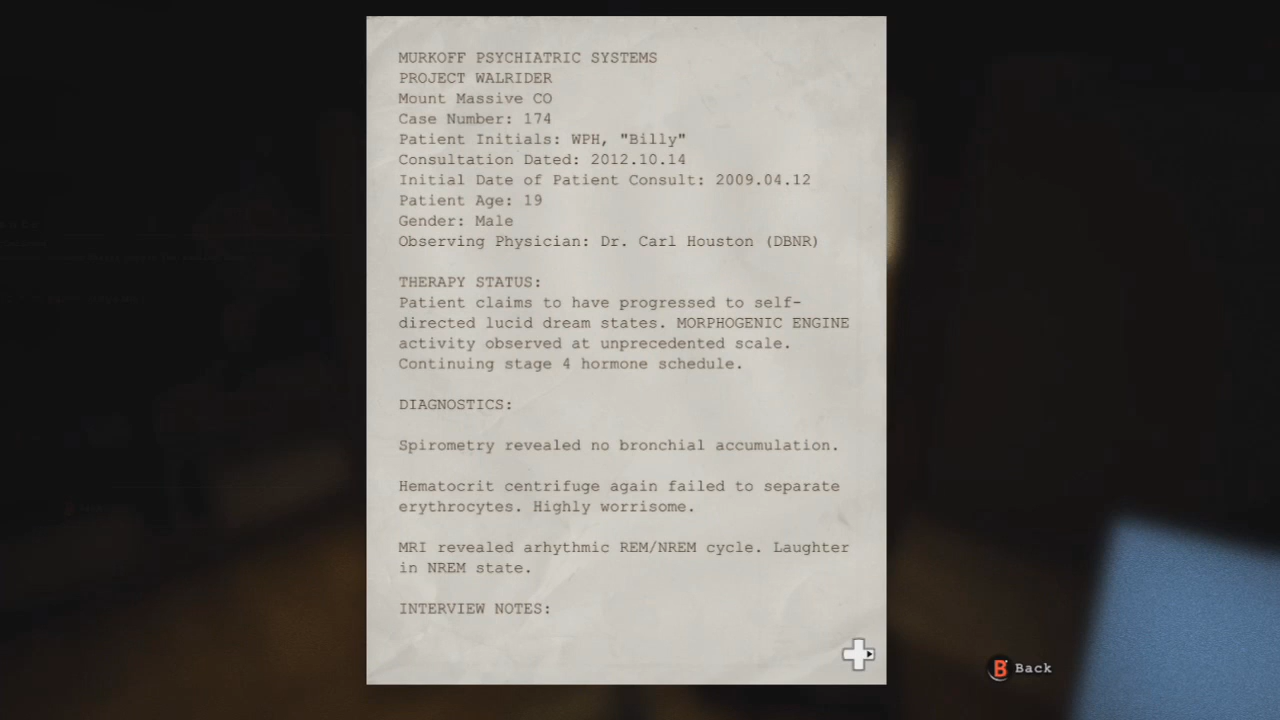 MURKOFF PSYCHIATRIC SYSTEMS
PROJECT WALRIDER
Mount Massive CO
Case Number: 174
Patient Initials: WPH, "Billy"
Consultation Dated: 2012.10.14
Initial Date of Patient Consult: 2009.04.12
Patient Age: 19
Gender: Male
Observing Physician: Dr. Carl Houston (DBNR)
THERAPY STATUS:
Patient claims to have progressed to self-
directed lucid dream states. MORPHOGENIC ENGINE
activity observed at unprecedented scale.
Continuing stage 4 hormone schedule.
DIAGNOSTICS:
Spirometry revealed no bronchial accumulation.
Hematocrit centrifuge again failed to separate
erythrocytes. Highly worrisome.
MRI revealed arhythmic REM/NREM cycle. Laughter
in NREM state.
INTERVIEW NOTES:
B Back